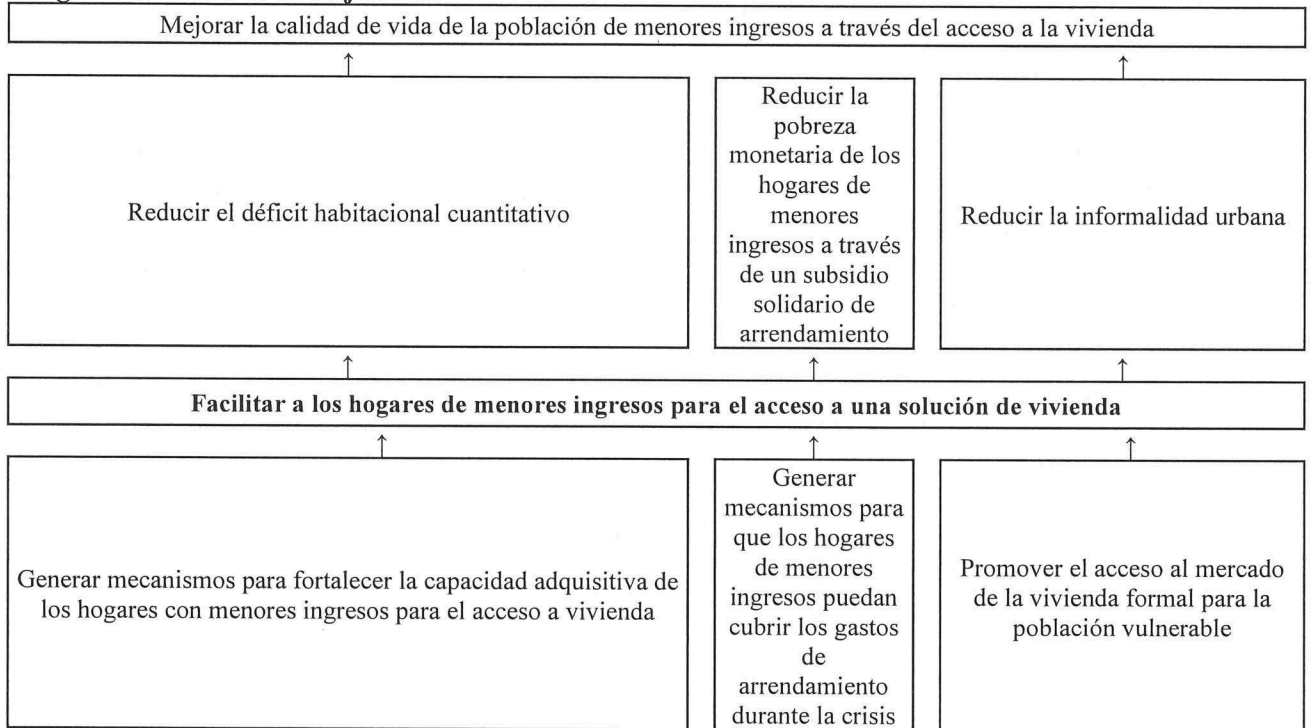 Mejorar la calidad de vida de la población de menores ingresos a través del acceso a la vivienda
↑
↑
Reducir el déficit habitacional cuantitativo
Reducir la
pobreza
monetaria de los
hogares de
menores
ingresos a través
de un subsidio
solidario de
arrendamiento
Reducir la informalidad urbana
↑
↑
↑
Facilitar a los hogares de menores ingresos para el acceso a una solución de vivienda
↑
↑
↑
Generar mecanismos para fortalecer la capacidad adquisitiva de
los hogares con menores ingresos para el acceso a vivienda
Generar
mecanismos para
que los hogares
de menores
ingresos puedan
cubrir los gastos
de
arrendamiento
durante la crisis
Promover el acceso al mercado
de la vivienda formal para la
población vulnerable